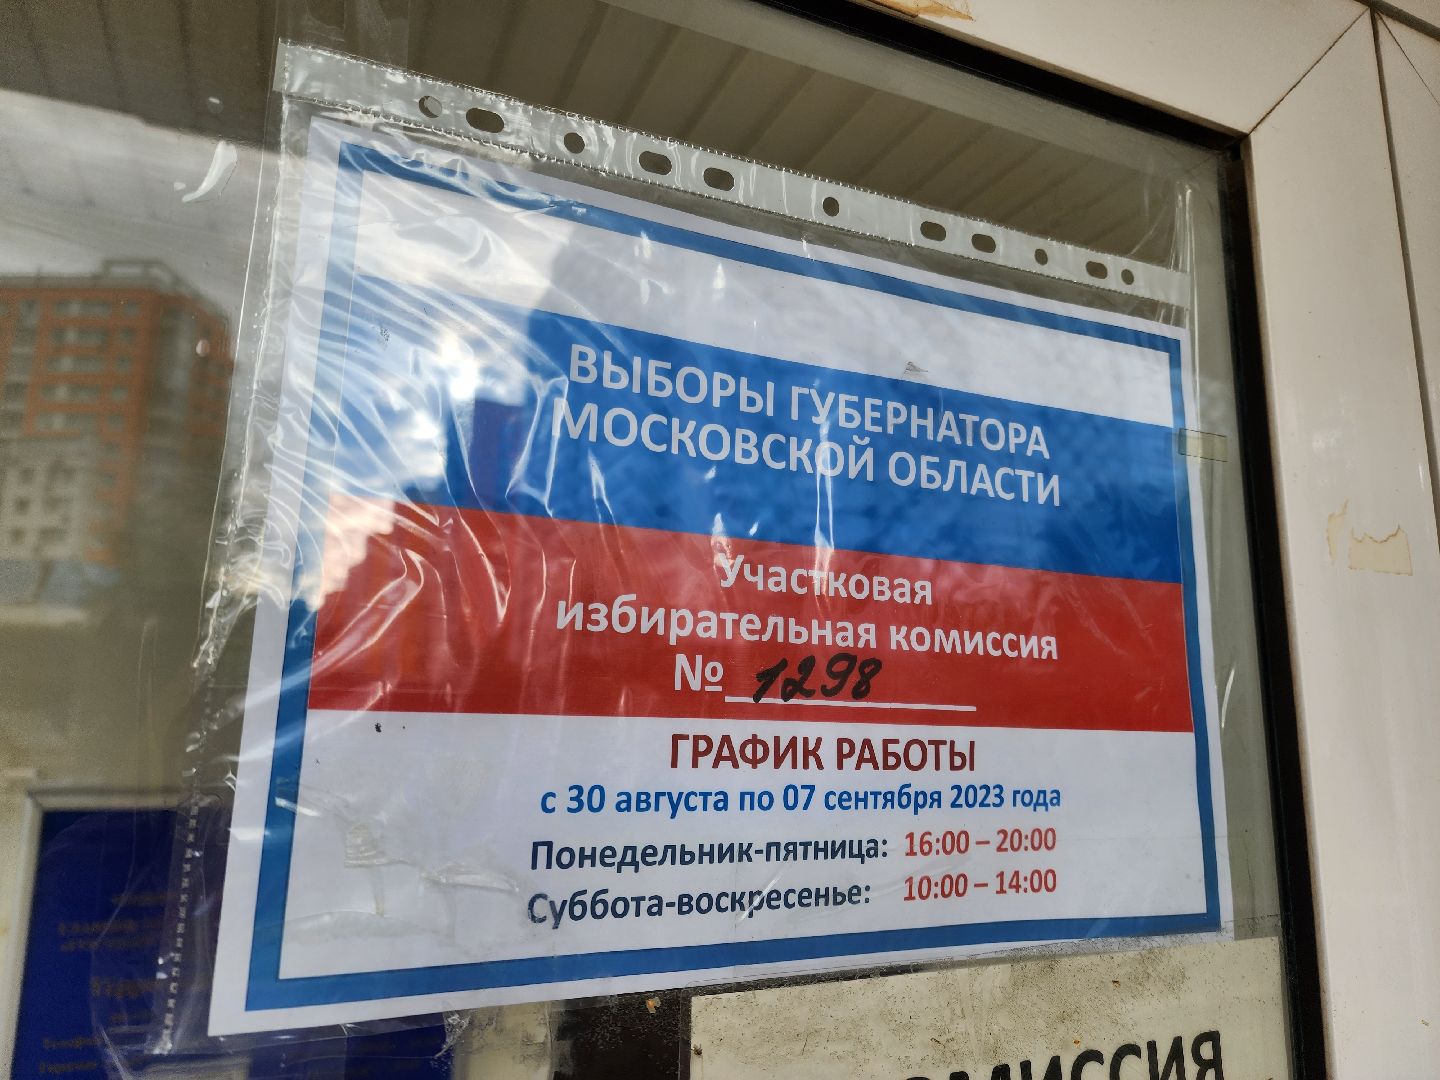 ВЫБОРЫ ГУБЕРНАТОРА
МОСКОВСКОЙ ОБЛАСТИ
Участковая
избирательная комиссия
№ 1298
ГРАФИК РАБОТЫ
с 30 августа по 07 сентября 2023 года
Понедельник-пятница: 16:00 – 20:00
Суббота-воскресенье: 10:00 – 14:00